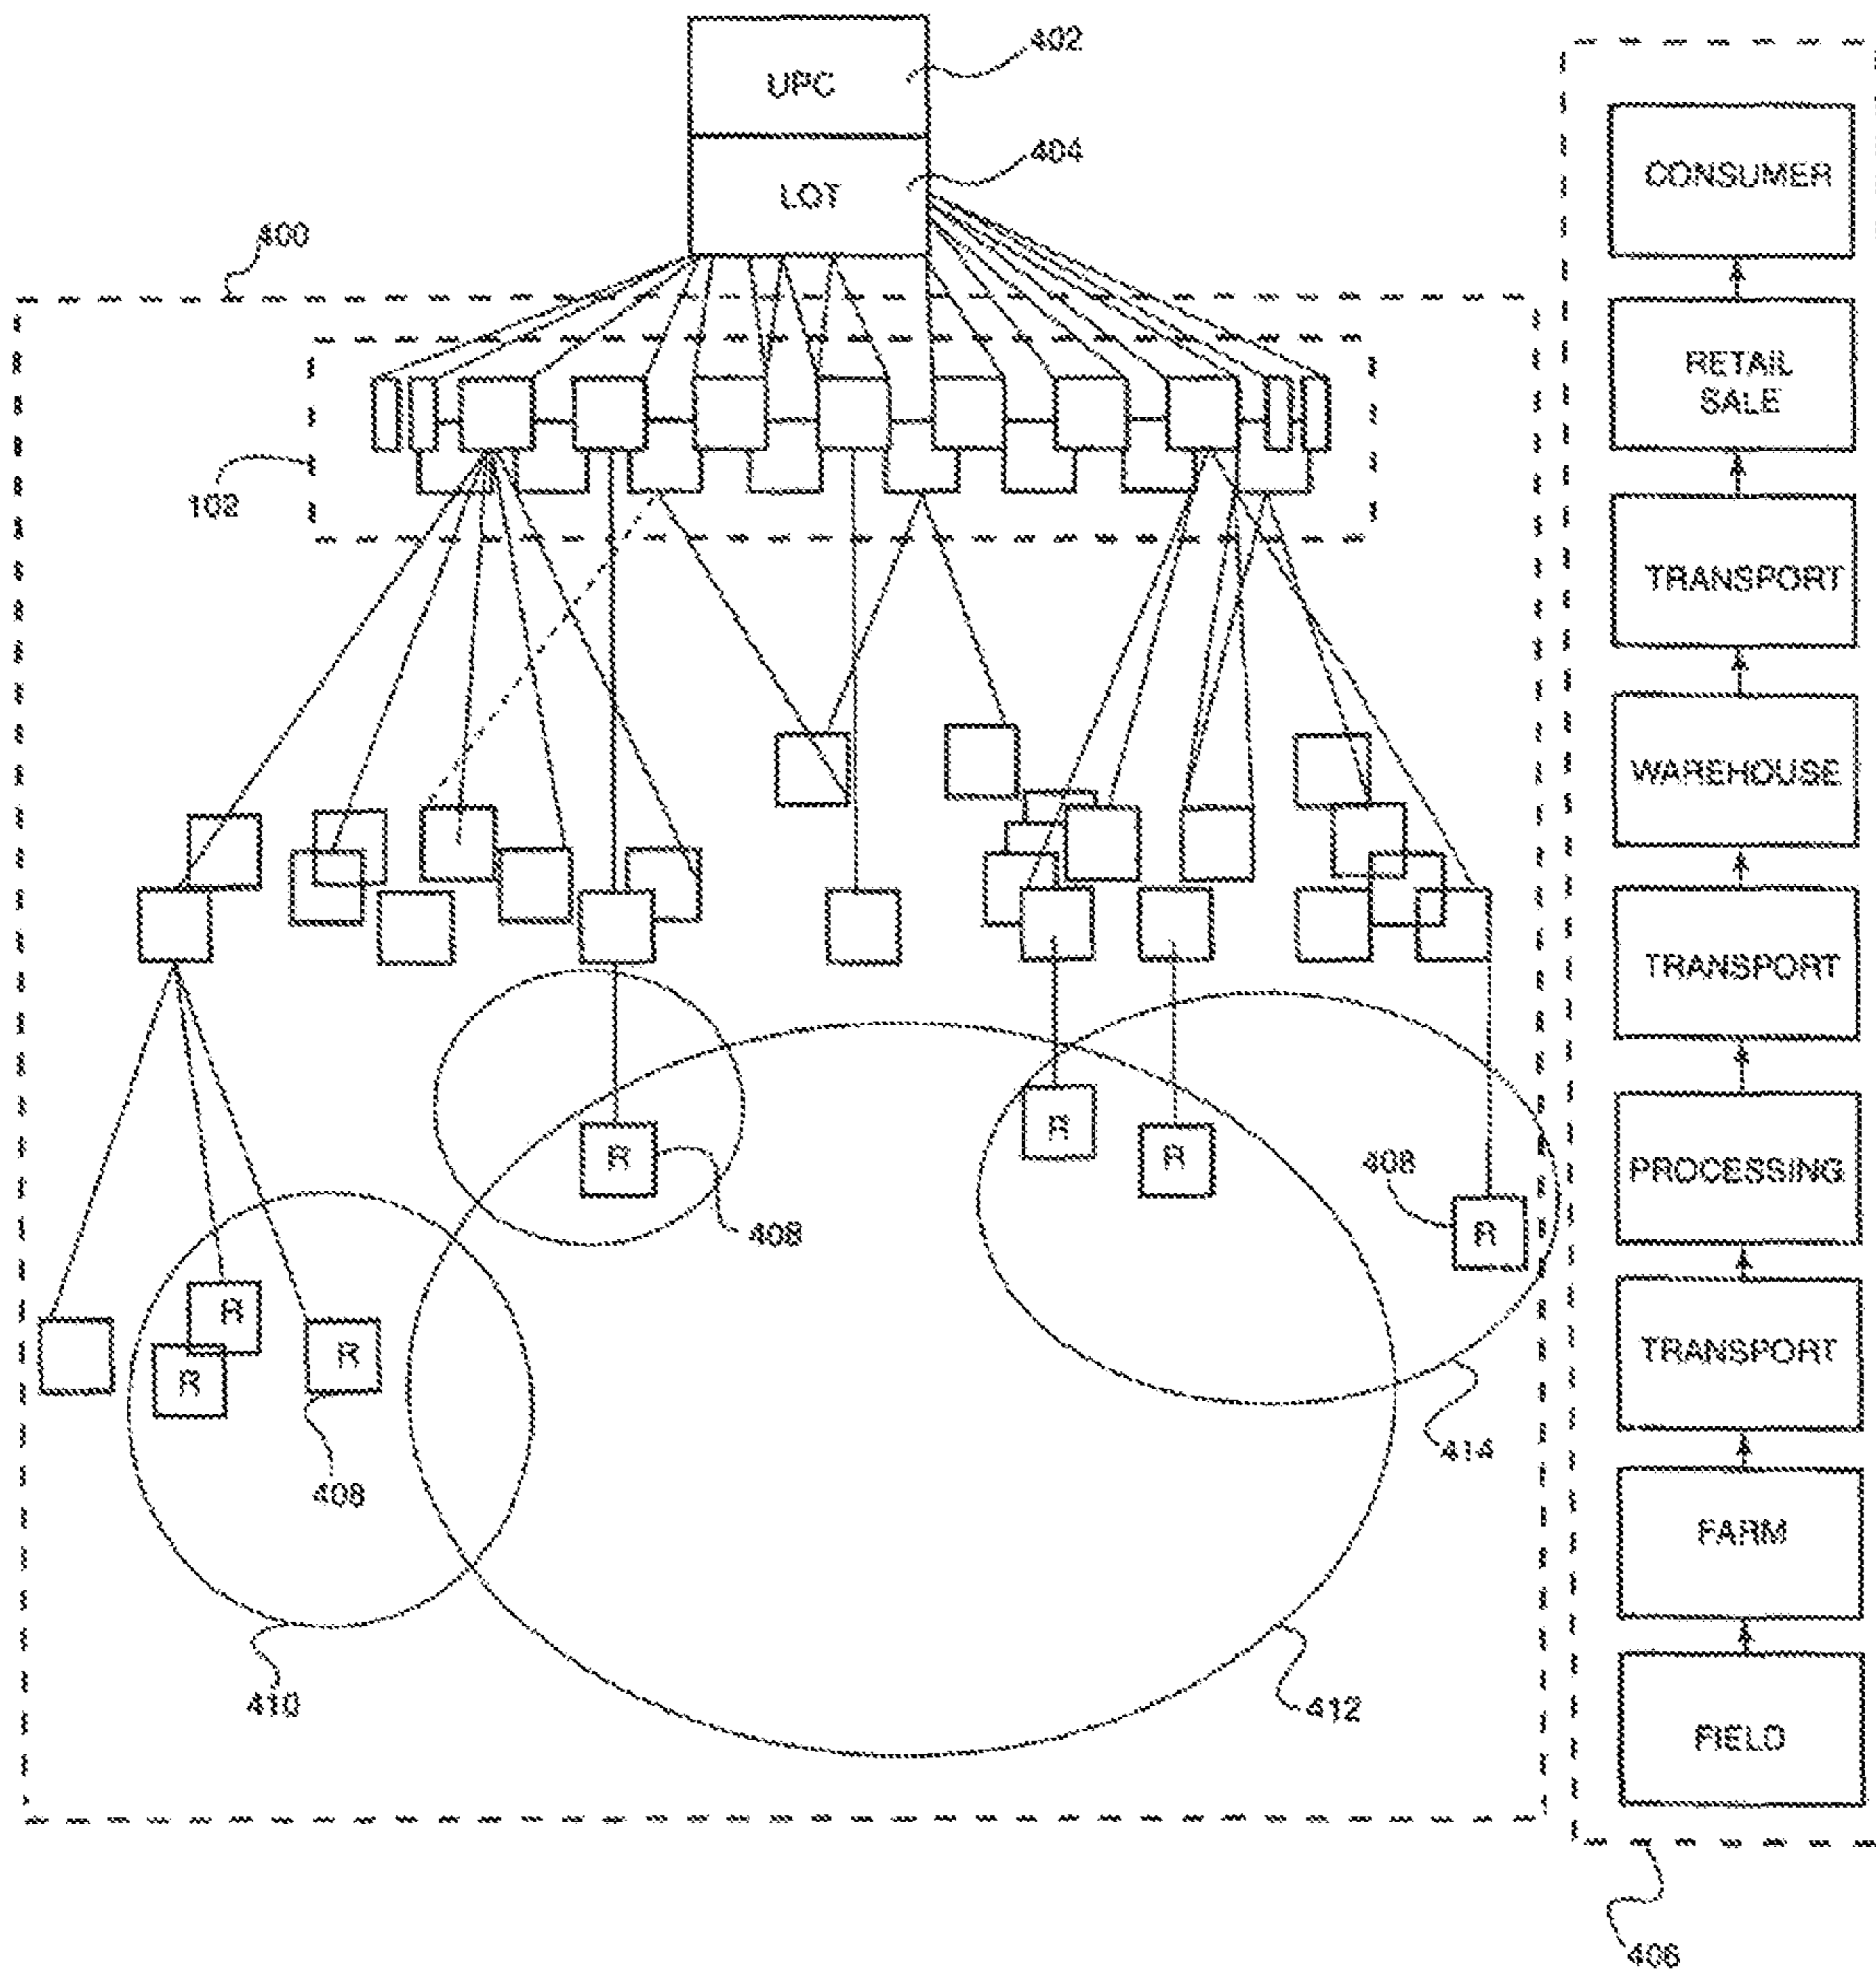 UPC
402
LOT
404
400
102
R
408
R
R
408
R
R
R
R
408
414
410
412
CONSUMER
RETAIL
SALE
TRANSPORT
WAREHOUSE
TRANSPORT
PROCESSING
TRANSPORT
FARM
FIELD
406